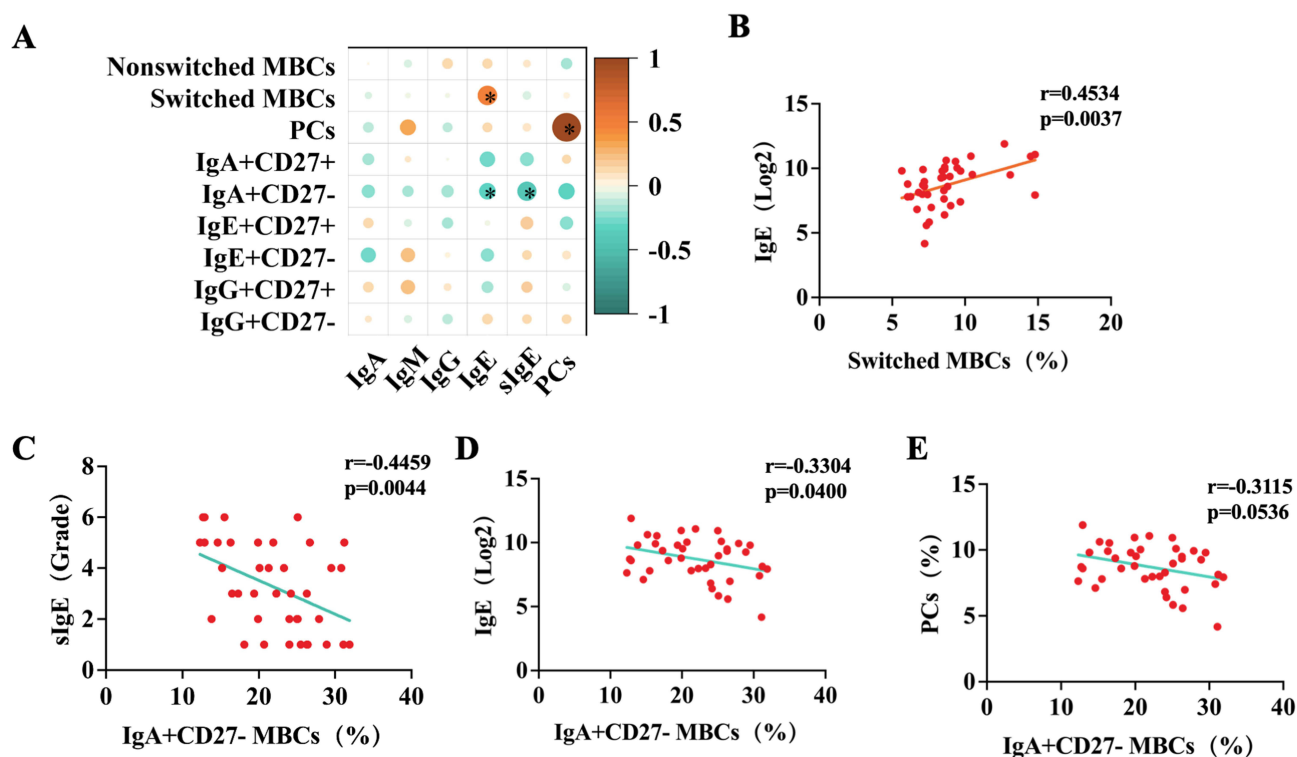 A
Nonswitched MBCs
Switched MBCs
PCs
IgA+CD27+
IgA+CD27-
IgE+CD27+
IgE+CD27-
IgG+CD27+
IgG+CD27-
*
*
* *
IgA IgM IgG IgE sIgE PCs
1
0.5
0
-0.5
-1
B
r=0.4534
p=0.0037
IgE（Log2）
15
10
5
0
0 5 10 15 20
Switched MBCs（%）
C
r=-0.4459
p=0.0044
sIgE（Grade）
8
6
4
2
0
0 10 20 30 40
IgA+CD27- MBCs（%）
D
r=-0.3304
p=0.0400
IgE（Log2）
15
10
5
0
0 10 20 30 40
IgA+CD27- MBCs（%）
E
r=-0.3115
p=0.0536
PCs（%）
15
10
5
0
0 10 20 30 40
IgA+CD27- MBCs（%）